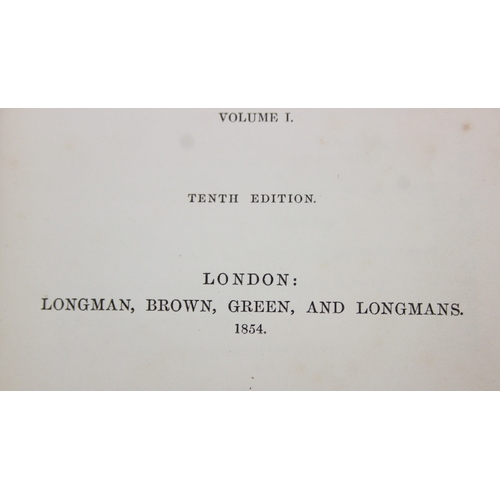 VOLUME I.
TENTH EDITION.
LONDON:
LONGMAN, BROWN, GREEN, AND LONGMANS.
1854.